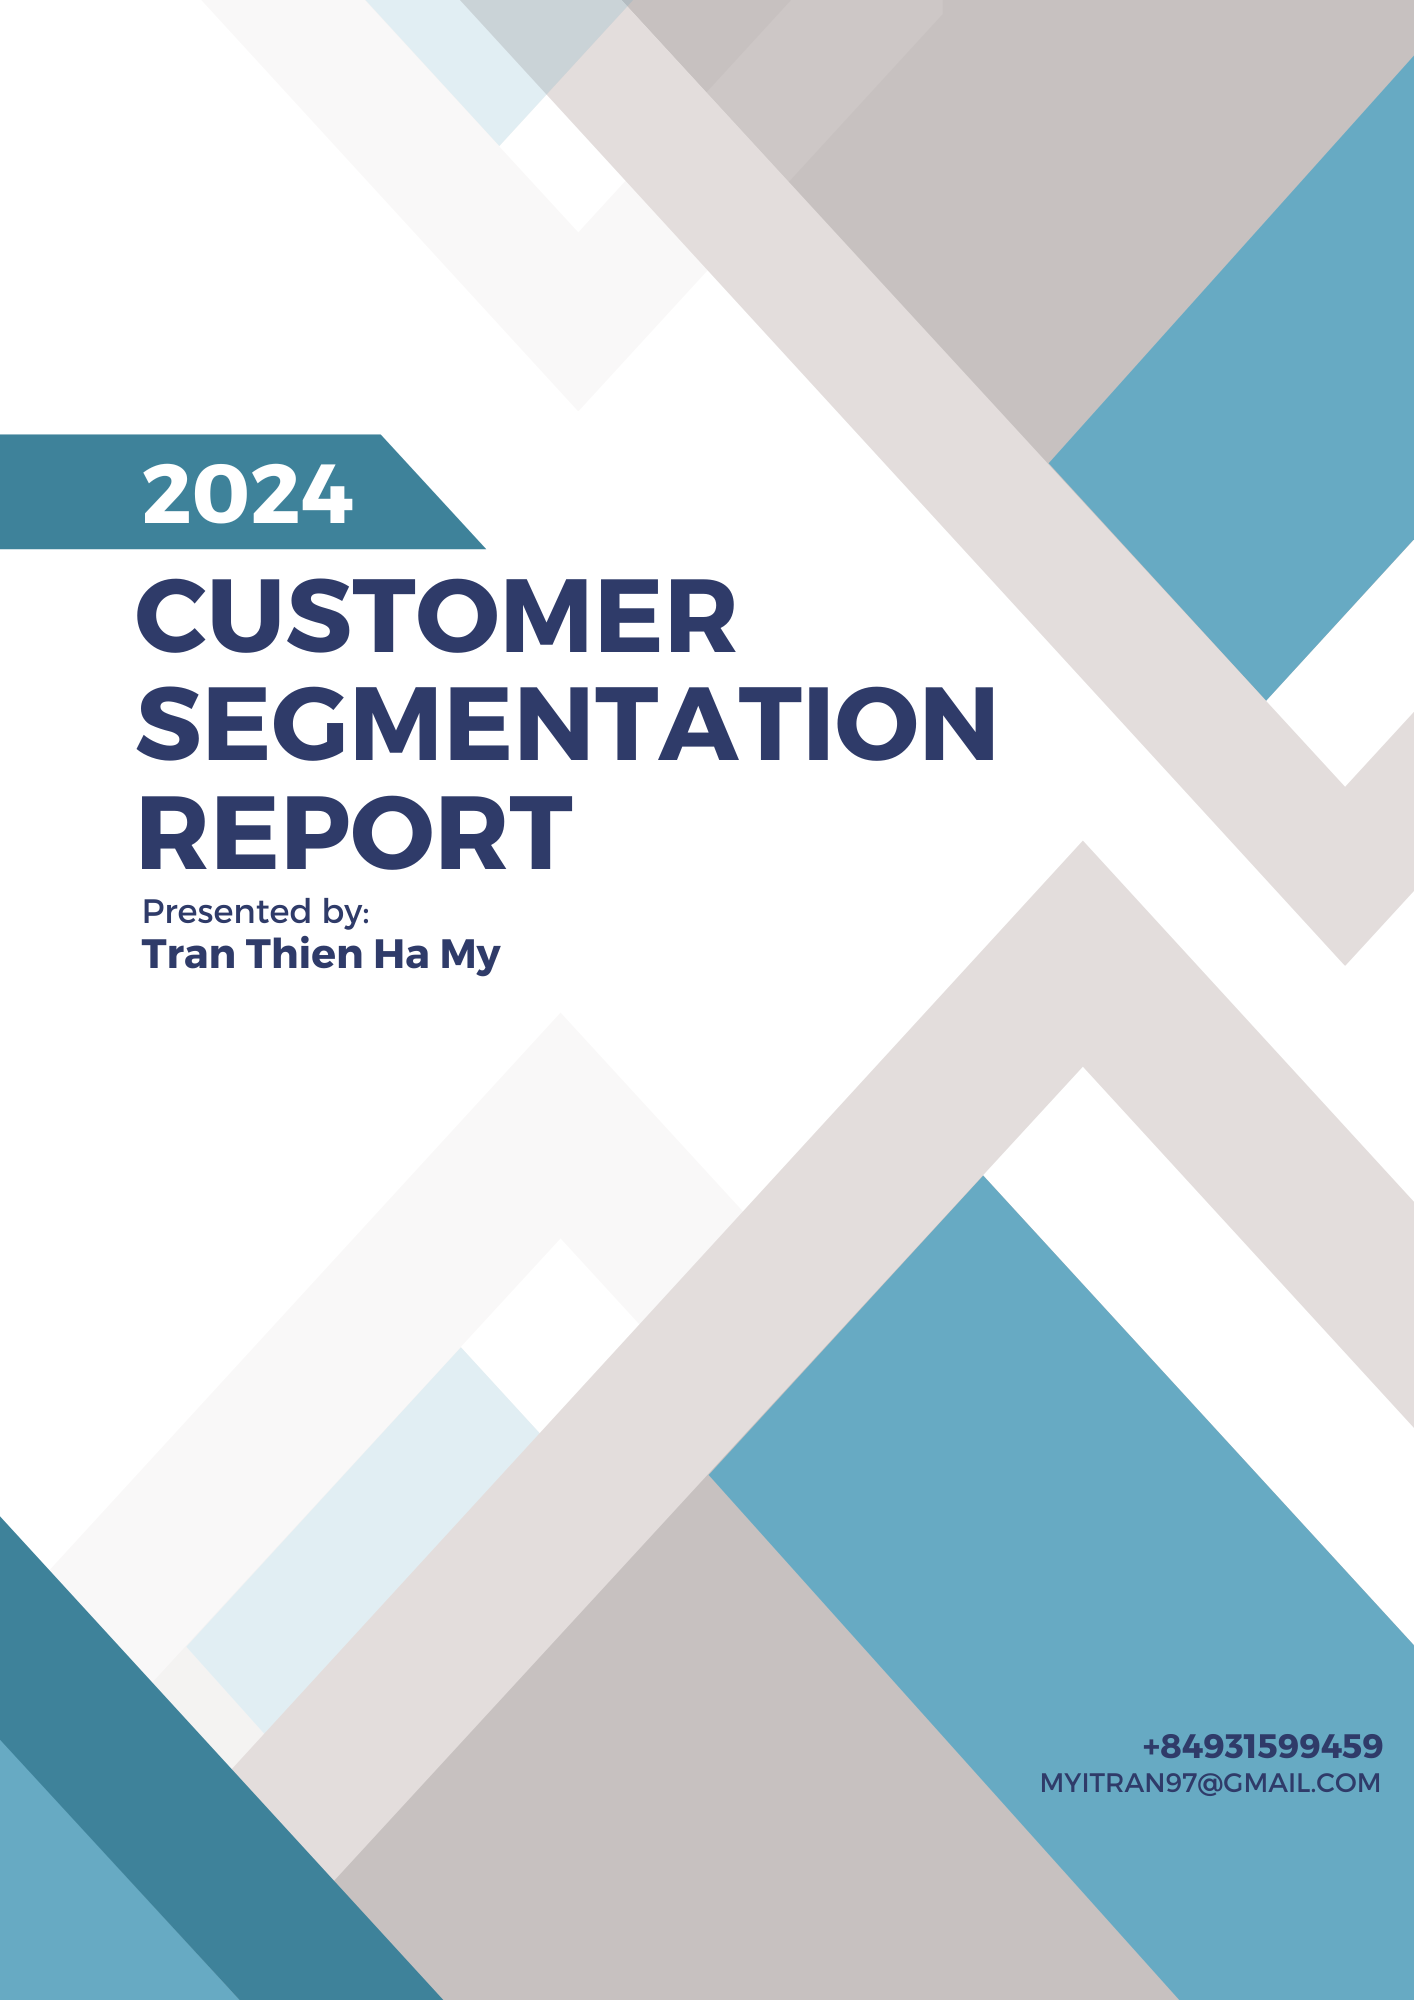 2024
CUSTOMER
SEGMENTATION
REPORT
Presented by:
Tran Thien Ha My
+84931599459
MYITRAN97@GMAIL.COM